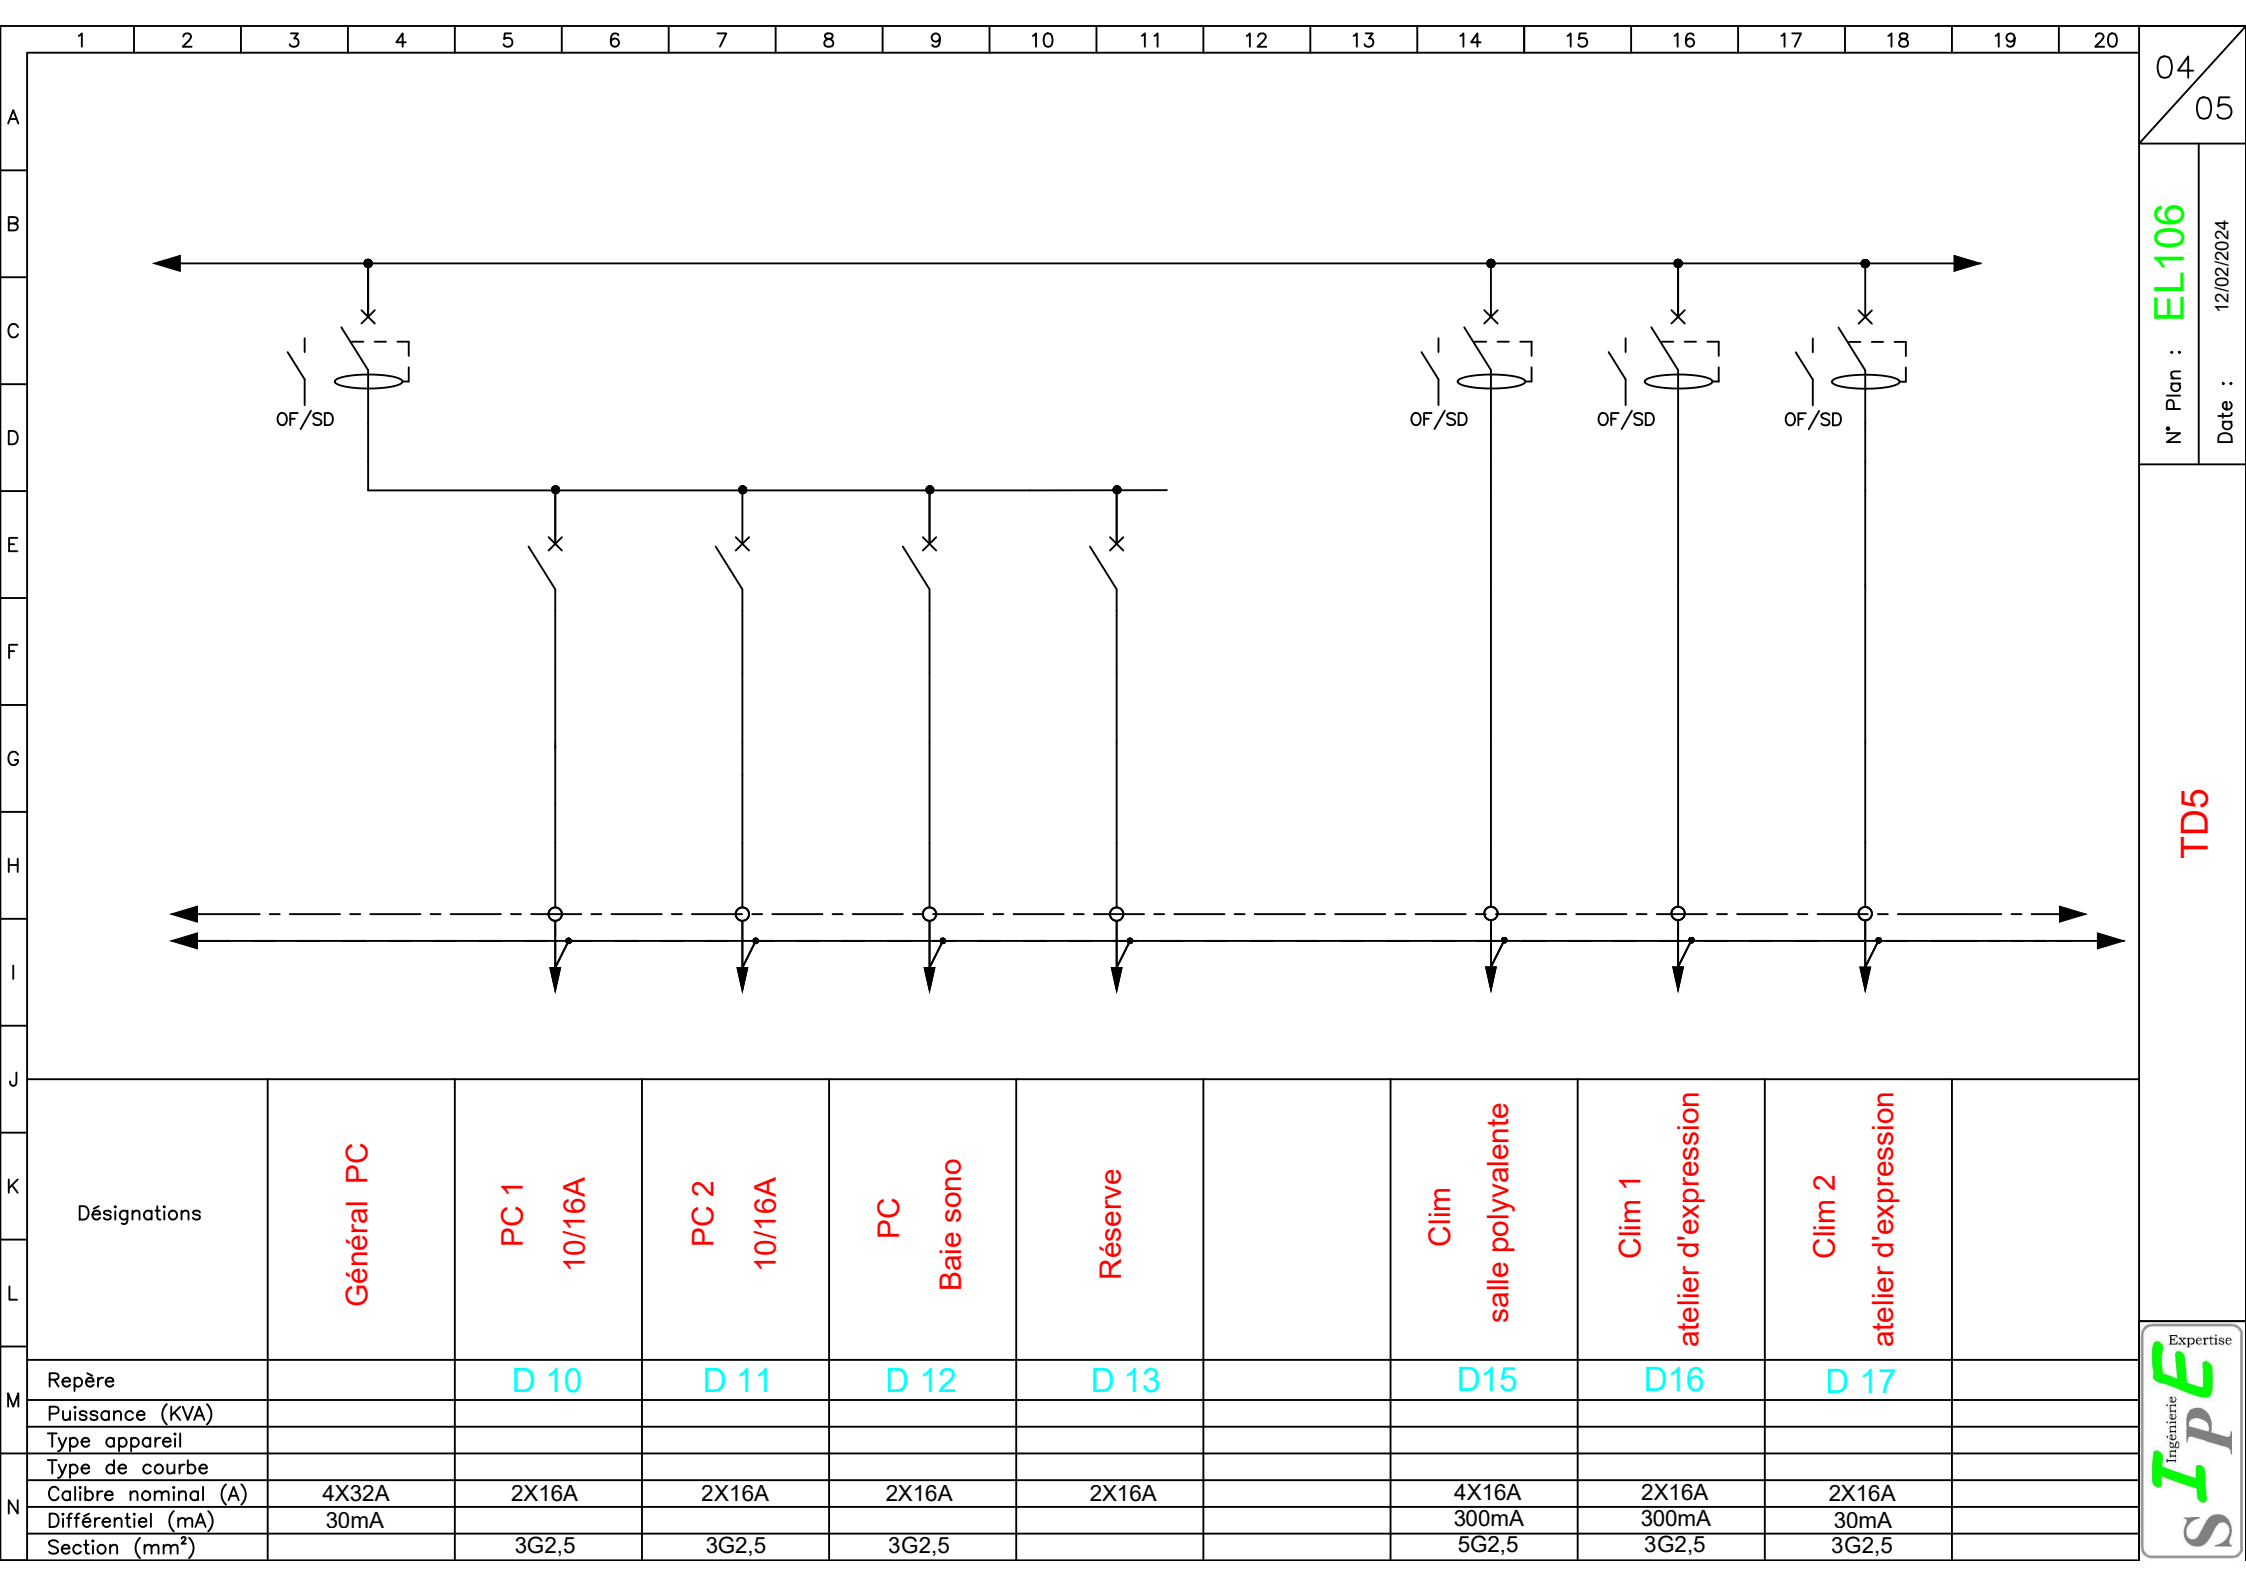 1 2 3 4 5 6 7 8 9 10 11 12 13 14 15 16 17 18 19 20
A
B
C
D
E
F
G
H
I
J
K
L
M
N
04
05
N° Plan : EL106
Date : 12/02/2024
TD5
OF/SD OF/SD OF/SD OF/SD
Désignations
Général PC
PC 1
10/16A
PC 2
10/16A
PC
Baie sono
Réserve
Clim
salle polyvalente
Clim 1
atelier d'expression
Clim 2
atelier d'expression
Repère D 10 D 11 D 12 D 13 D15 D16 D 17
Puissance (KVA)
Type appareil
Type de courbe
Calibre nominal (A) 4X32A 2X16A 2X16A 2X16A 2X16A 4X16A 2X16A 2X16A
Différentiel (mA) 30mA 300mA 300mA 30mA
Section (mm²) 3G2,5 3G2,5 3G2,5 5G2,5 3G2,5 3G2,5
Expertise
Ingénierie
SIPE